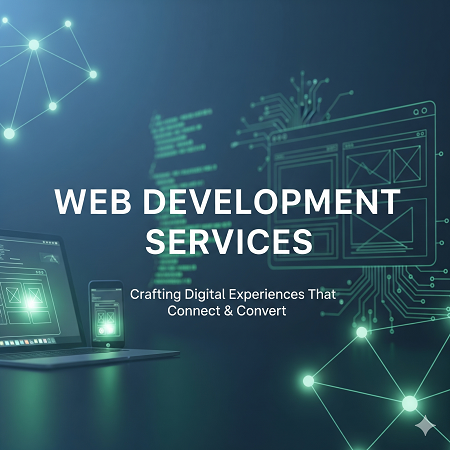 WEB DEVELOPMENT
SERVICES
Crafting Digital Experiences That
Connect & Convert